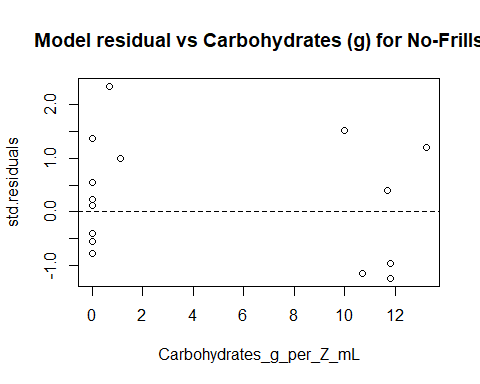 Model residual vs Carbohydrates (g) for No-Frills
std.residuals
2.0
1.0
0.0
-1.0
0 2 4 6 8 10 12
Carbohydrates_g_per_Z_mL